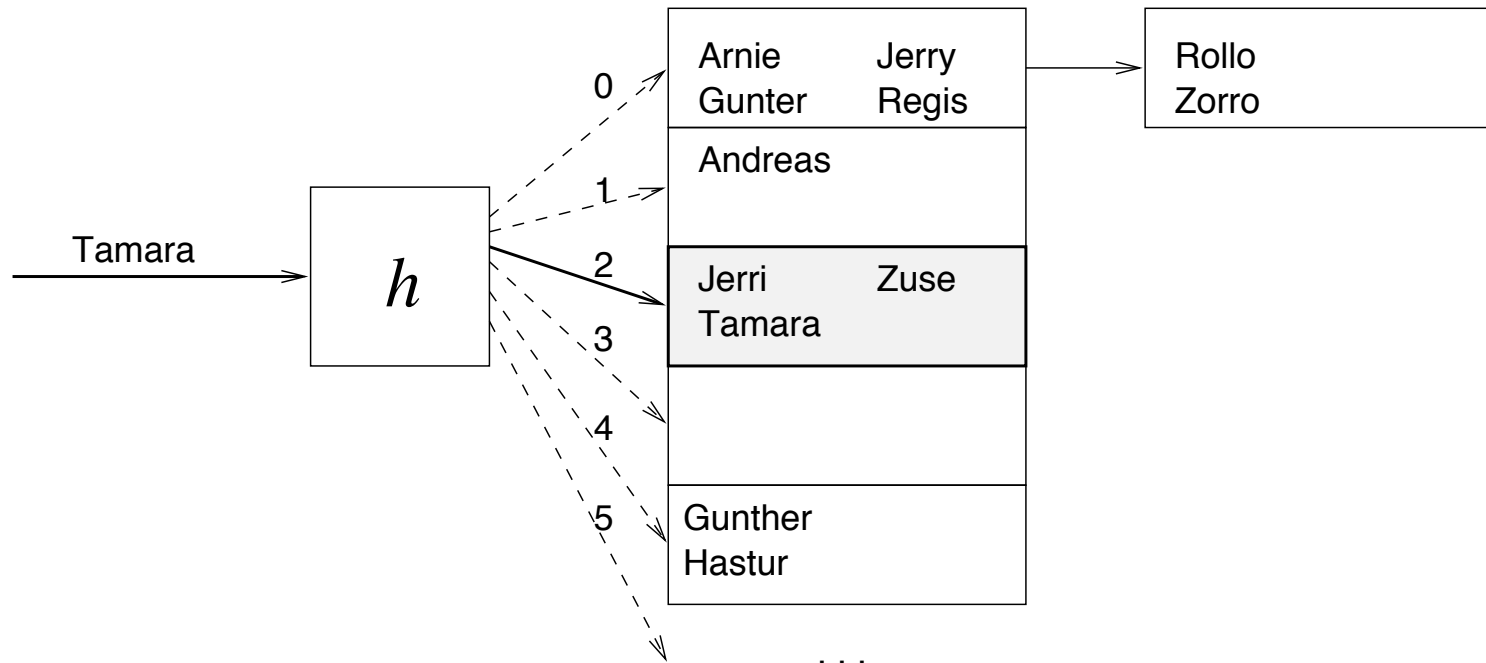 Arnie Jerry
Gunter Regis
Rollo
Zorro
0
Andreas
1
Tamara
h
2
Jerri Zuse
Tamara
3
4
Gunther
Hastur
5
...